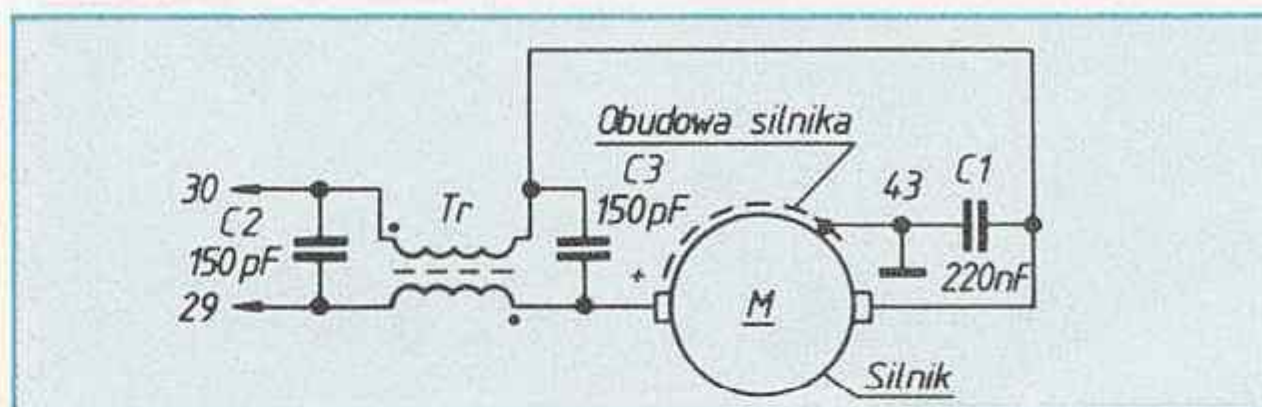 Obudowa silnika
30
C2
150pF
29
Tr
C3
150pF
+
M
43
C1
220nF
Silnik